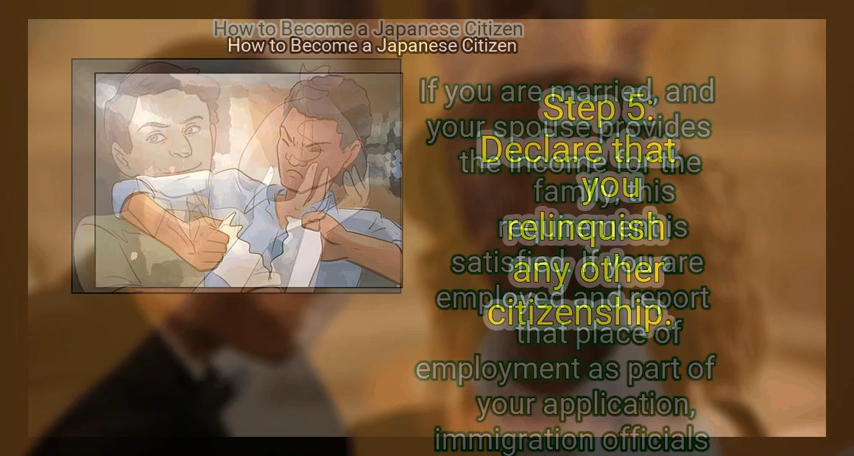 How to Become a Japanese Citizen
How to Become a Japanese Citizen
If you are married, and
your spouse provides
the income for the
family, this
requirement is
satisfied. If you are
employed and report
that place of
employment as part of
your application,
immigration officials
Step 5:
Declare that
you
relinquish
any other
citizenship.